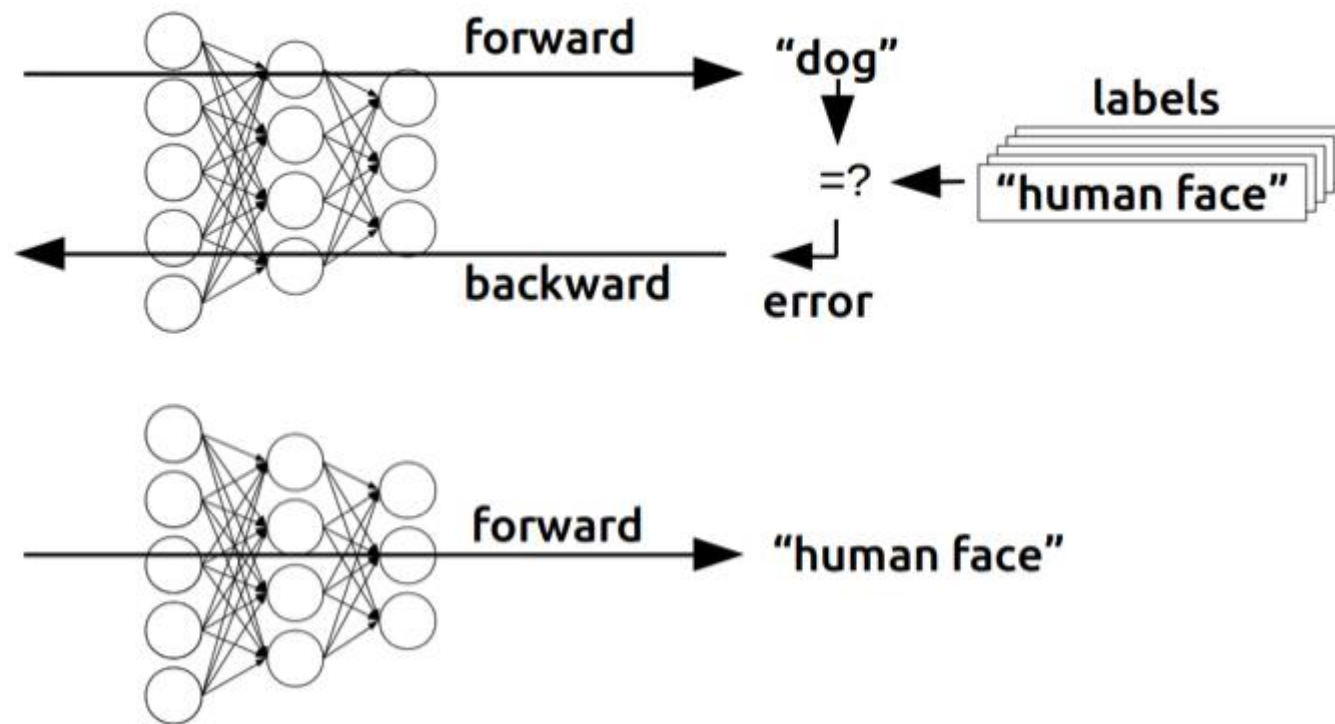 forward
“dog”
labels
=?
“human face”
backward
error
forward
“human face”